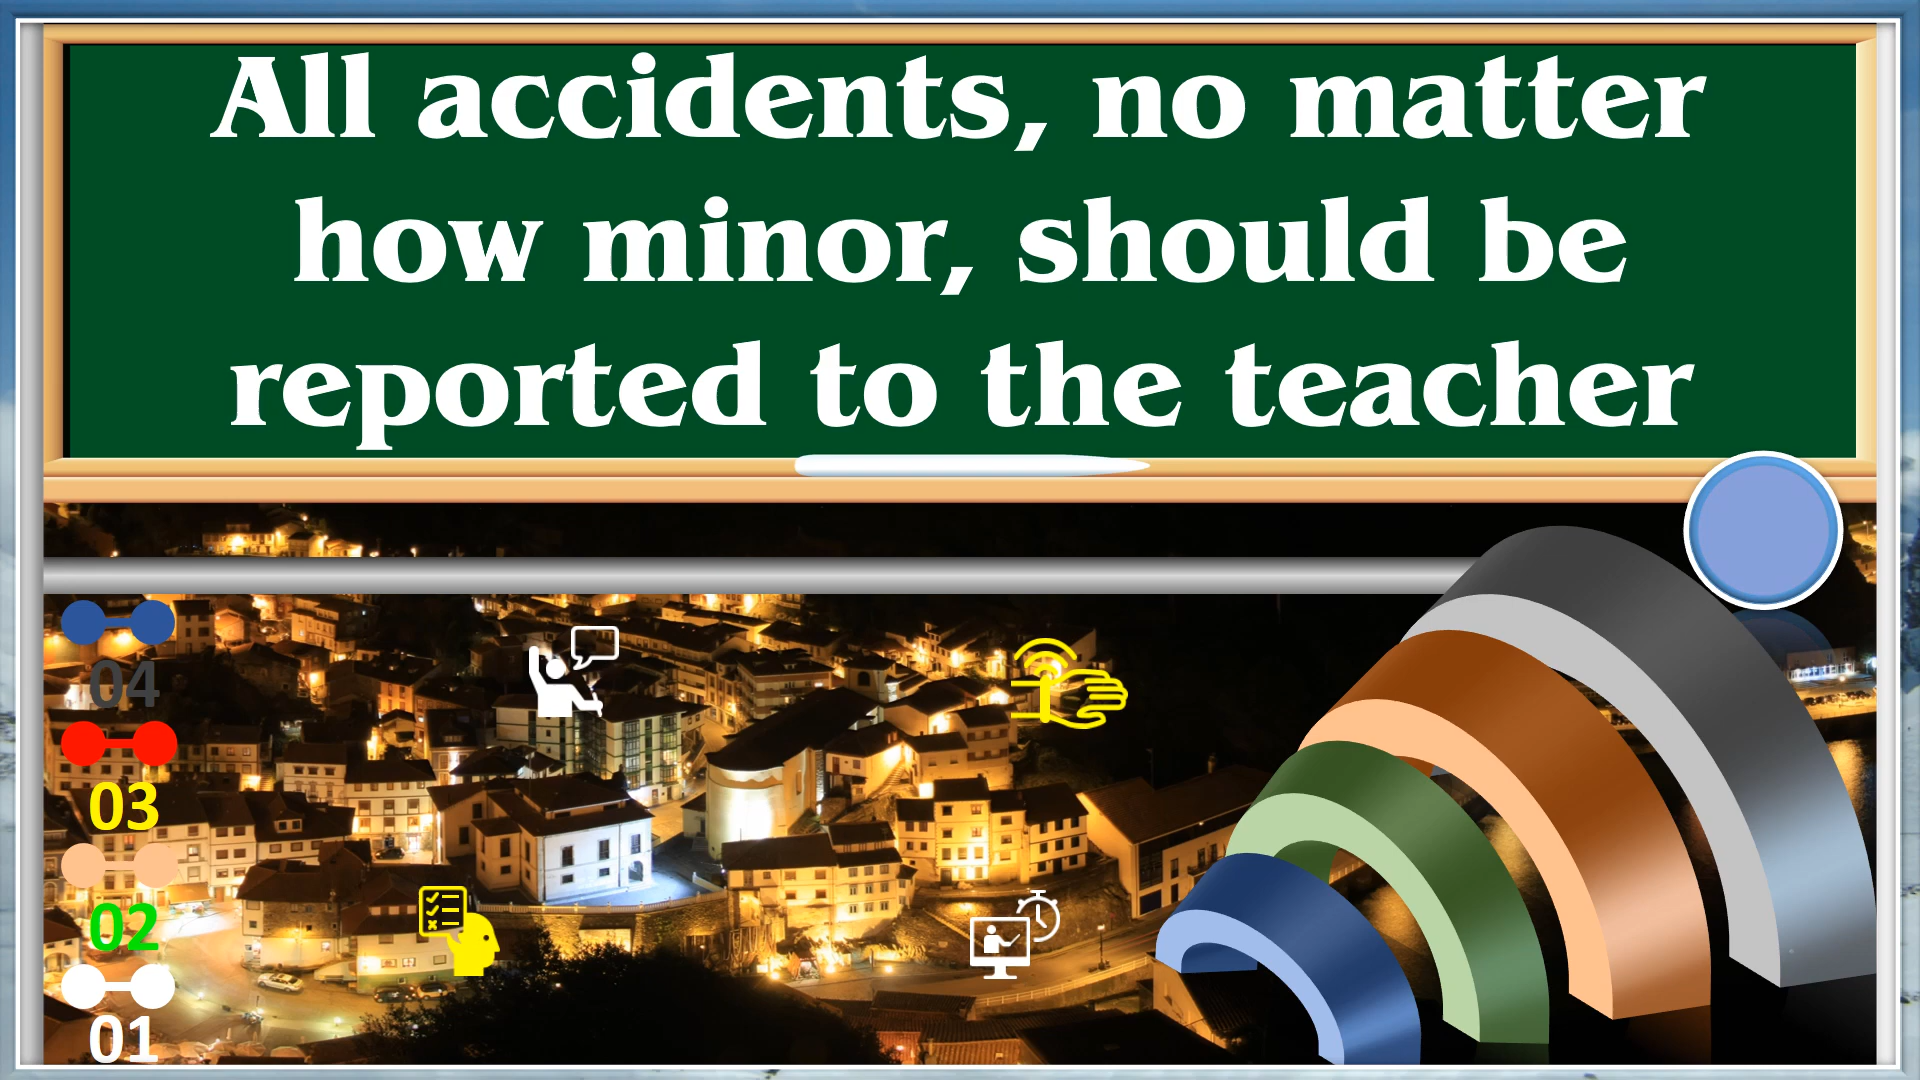 All accidents, no matter
how minor, should be
reported to the teacher
04
03
02
01